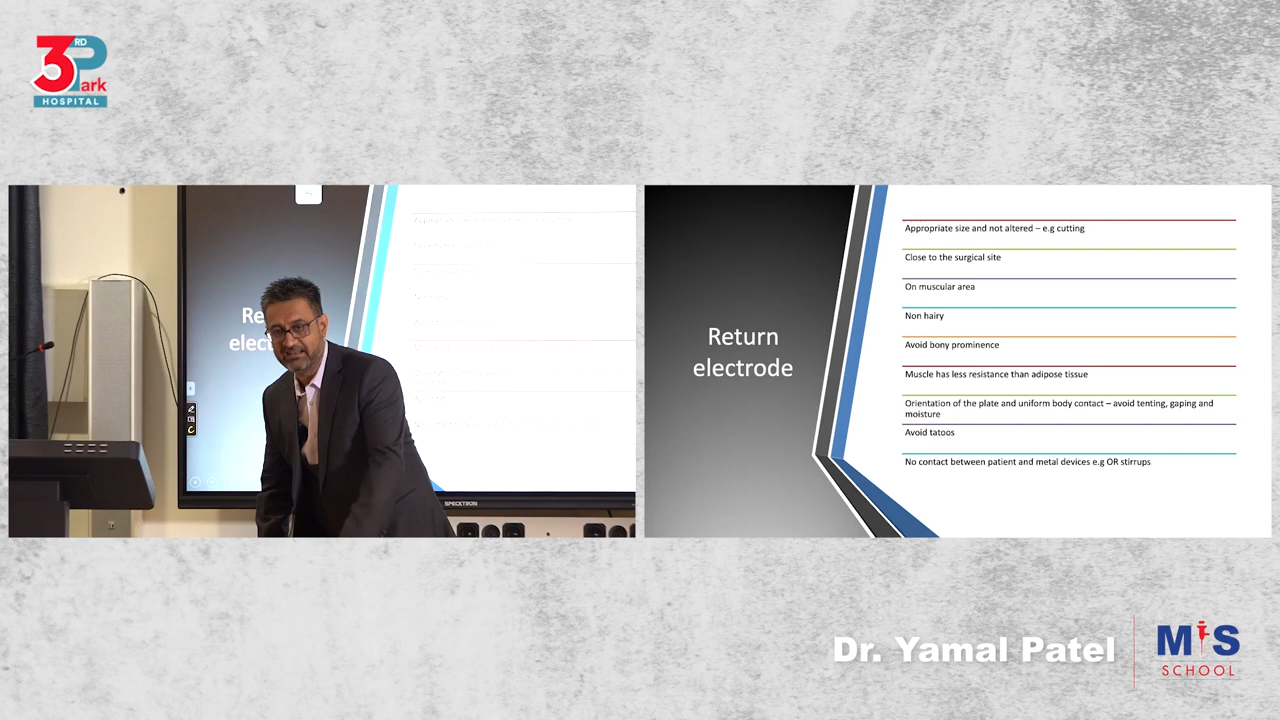 3RD Park
HOSPITAL
Re
elect
SPECKTRON
Return
electrode
Appropriate size and not altered – e.g cutting
Close to the surgical site
On muscular area
Non hairy
Avoid bony prominence
Muscle has less resistance than adipose tissue
Orientation of the plate and uniform body contact – avoid tenting, gaping and
moisture
Avoid tatoos
No contact between patient and metal devices e.g OR stirrups
Dr. Yamal Patel
MIS
SCHOOL